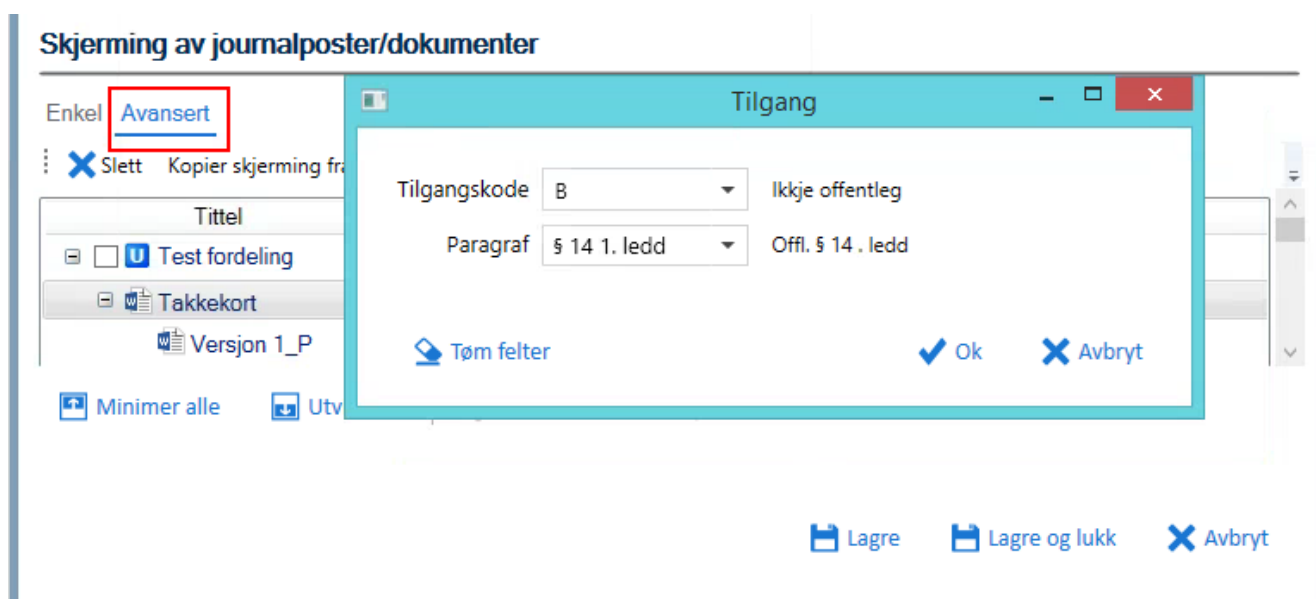 Skjerming av journalposter/dokumenter
Tilgang
Enkel Avansert
Slett Kopier skjerming fra
Tilgangskode B Ikkje offentleg
Tittel
Paragraf § 14 1. ledd Offl. § 14 . ledd
U Test fordeling
Takkekort
Versjon 1_P
Tøm felter Ok Avbryt
Minimer alle Utv
Lagre Lagre og lukk Avbryt